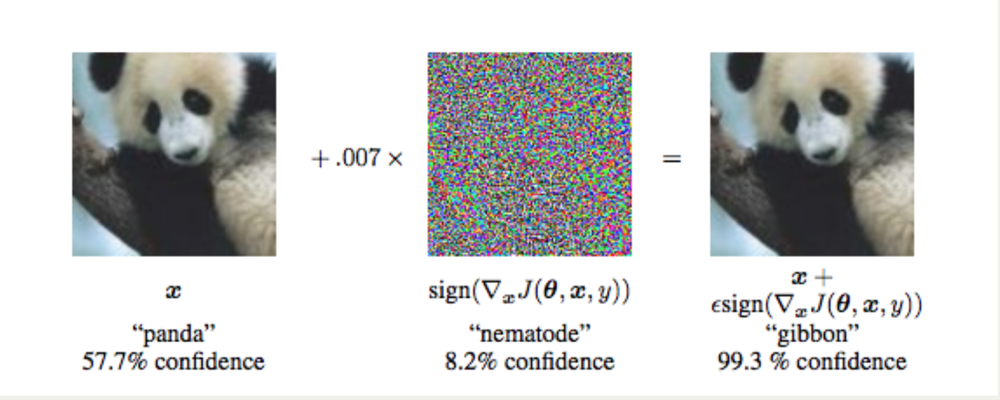 + .007 ×
=
x
sign(∇ₓJ(θ, x, y))
x +
ϵsign(∇ₓJ(θ, x, y))
“panda”
“nematode”
“gibbon”
57.7% confidence
8.2% confidence
99.3 % confidence